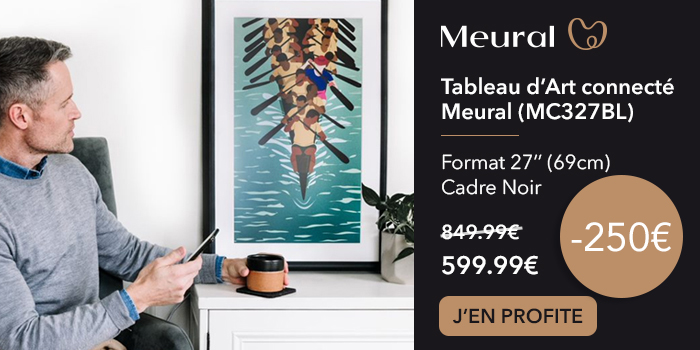 Meural
Tableau d’Art connecté
Meural (MC327BL)
Format 27’’ (69cm)
Cadre Noir
849.99€
599.99€
-250€
J’EN PROFITE